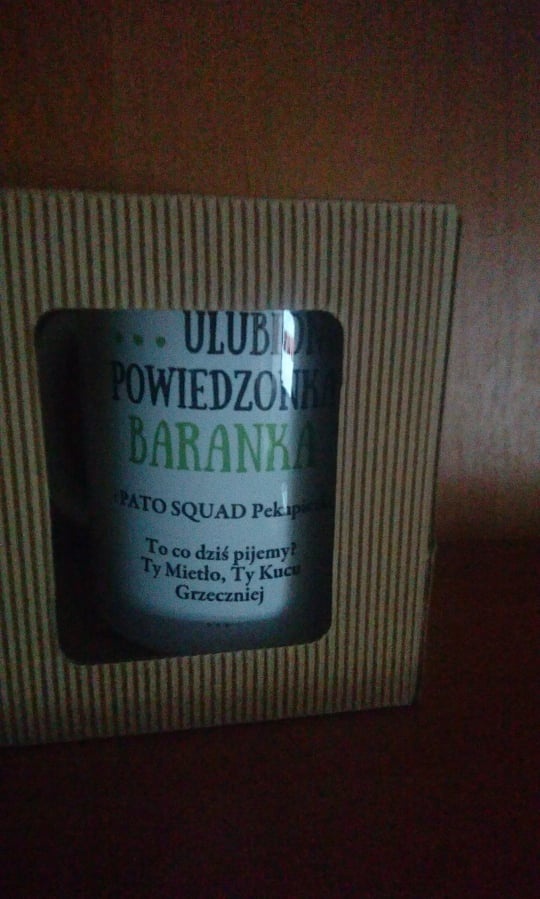 ... ULUBION
POWIEDZONKA
BARANKA
PATO SQUAD
To co dziś pijemy?
Ty Mietło, Ty Kucu
Grzeczniej